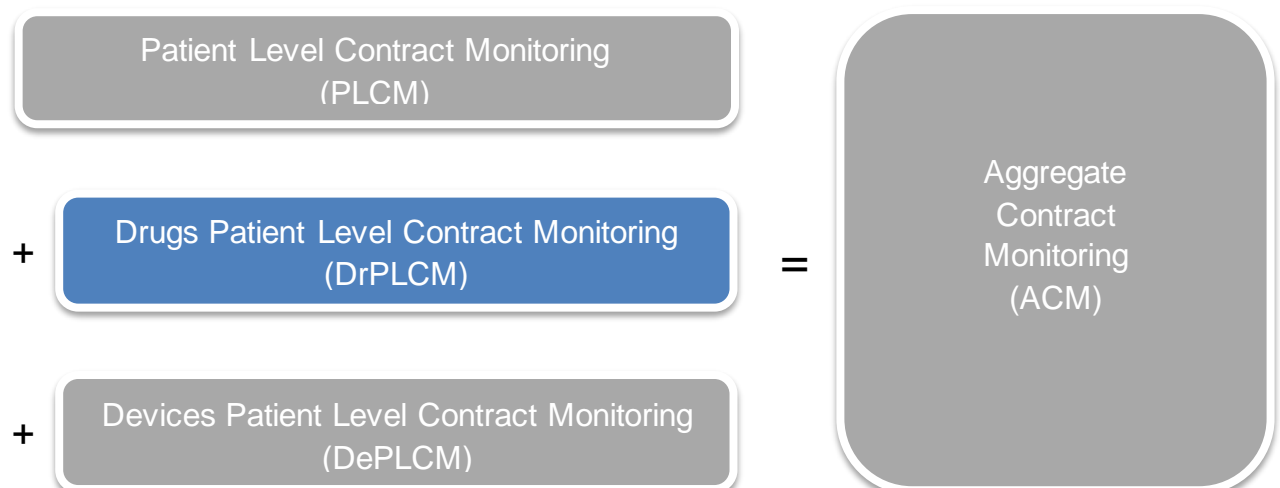 Patient Level Contract Monitoring
(PLCM)
+
Drugs Patient Level Contract Monitoring
(DrPLCM)
=
Aggregate
Contract
Monitoring
(ACM)
+
Devices Patient Level Contract Monitoring
(DePLCM)